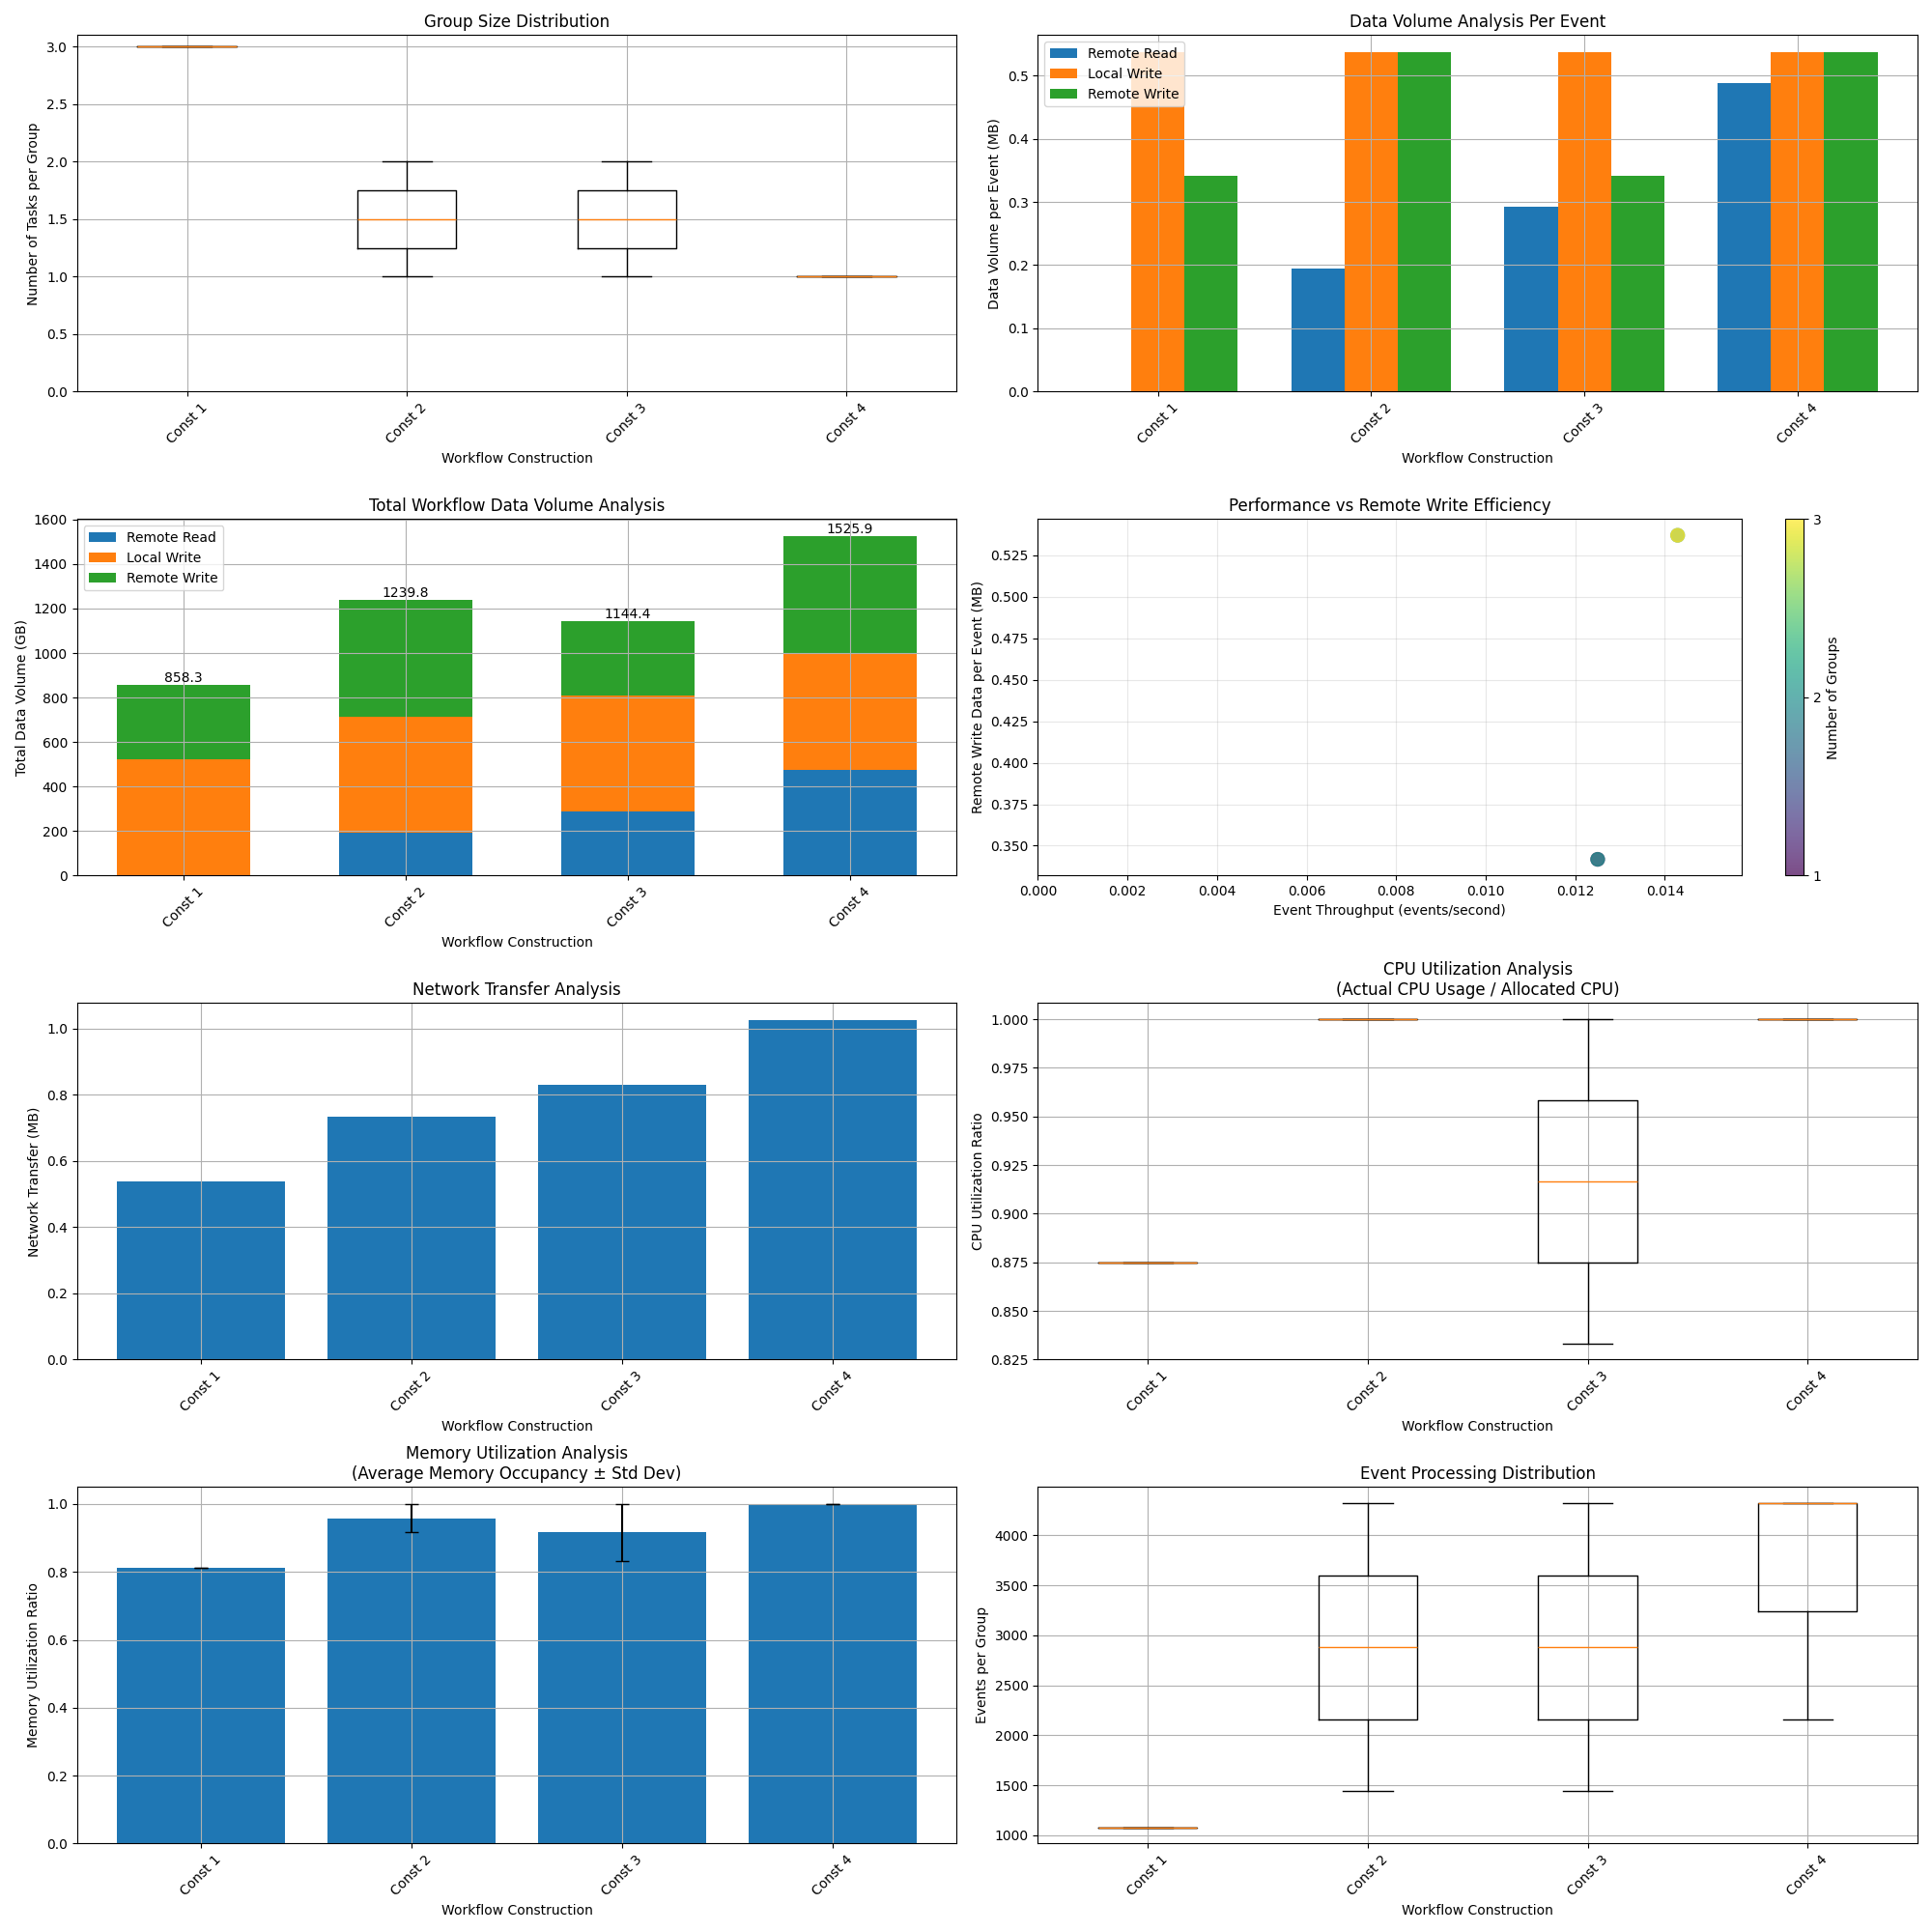 Group Size Distribution
Number of Tasks per Group
3.0
2.5
2.0
1.5
1.0
0.5
0.0
Const 1
Const 2
Const 3
Const 4
Workflow Construction
Data Volume Analysis Per Event
Data Volume per Event (MB)
Remote Read
Local Write
Remote Write
0.5
0.4
0.3
0.2
0.1
0.0
Const 1
Const 2
Const 3
Const 4
Workflow Construction
Total Workflow Data Volume Analysis
Total Data Volume (GB)
Remote Read
Local Write
Remote Write
1600
1400
1200
1000
800
600
400
200
0
858.3
1239.8
1144.4
1525.9
Const 1
Const 2
Const 3
Const 4
Workflow Construction
Performance vs Remote Write Efficiency
Remote Write Data per Event (MB)
0.525
0.500
0.475
0.450
0.425
0.400
0.375
0.350
0.000
0.002
0.004
0.006
0.008
0.010
0.012
0.014
Event Throughput (events/second)
3
2
1
Number of Groups
Network Transfer Analysis
Network Transfer (MB)
1.0
0.8
0.6
0.4
0.2
0.0
Const 1
Const 2
Const 3
Const 4
Workflow Construction
CPU Utilization Analysis
(Actual CPU Usage / Allocated CPU)
CPU Utilization Ratio
1.000
0.975
0.950
0.925
0.900
0.875
0.850
0.825
Const 1
Const 2
Const 3
Const 4
Workflow Construction
Memory Utilization Analysis
(Average Memory Occupancy ± Std Dev)
Memory Utilization Ratio
1.0
0.8
0.6
0.4
0.2
0.0
Const 1
Const 2
Const 3
Const 4
Workflow Construction
Event Processing Distribution
Events per Group
4000
3500
3000
2500
2000
1500
1000
Const 1
Const 2
Const 3
Const 4
Workflow Construction